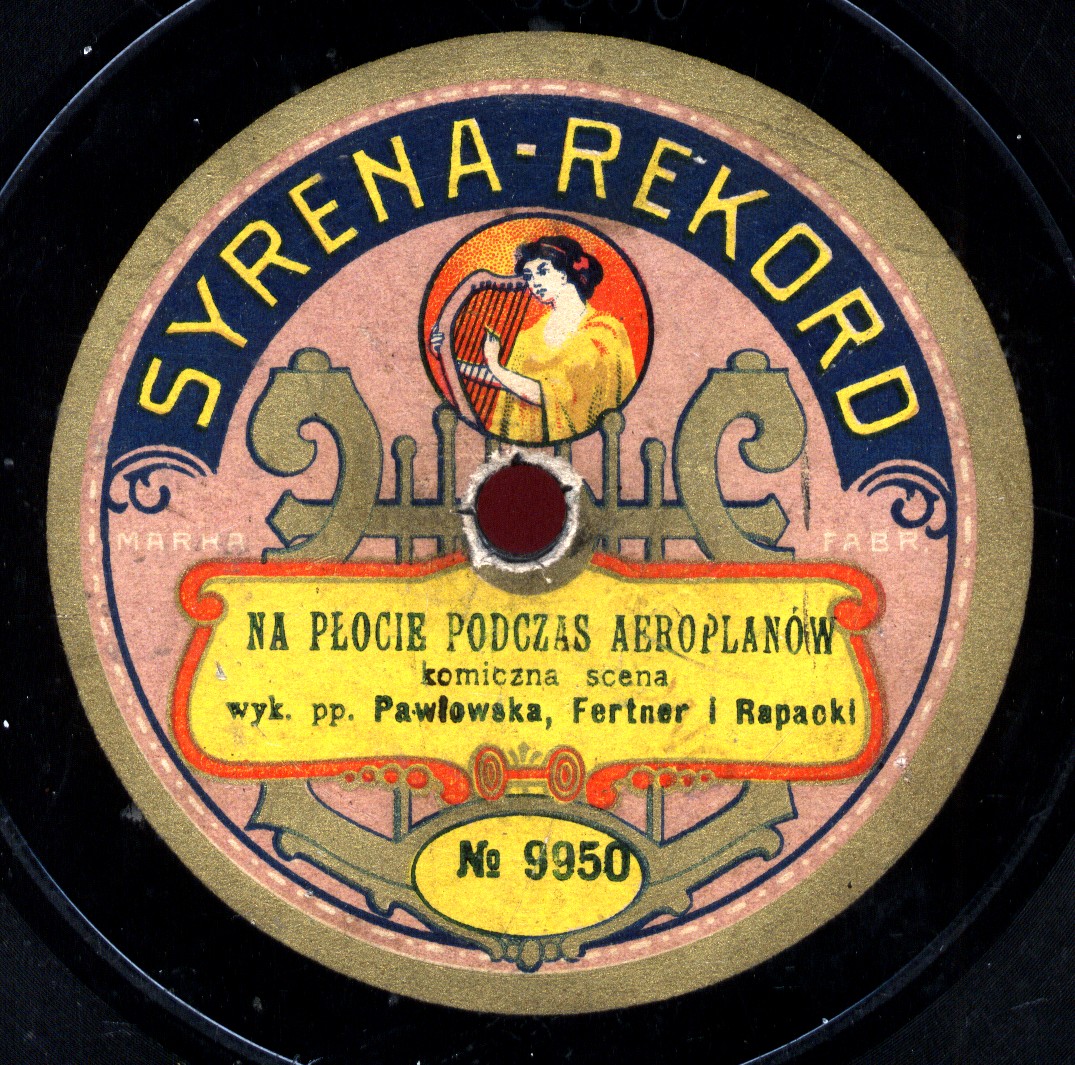 SYRENA-REKORD
MARKA FABR.
NA PŁOCIE PODCZAS AEROPLANÓW
komiczna scena
wyk. pp. Pawłowska, Fertner i Rapacki
№ 9950